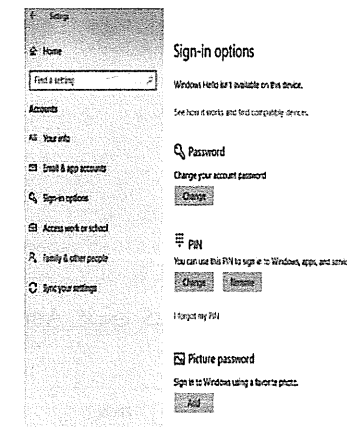 Settings
Home
Find a setting
Accounts
Your info
Email & app accounts
Sign-in options
Access work or school
Family & other people
Sync your settings
Sign-in options
Windows Hello isn't available on this device.
See how it works and find compatible devices.
Password
Change your account password
Change
PIN
You can use this PIN to sign in to Windows, apps, and servic
Change
Remove
I forgot my PIN
Picture password
Sign in to Windows using a favorite photo.
Add